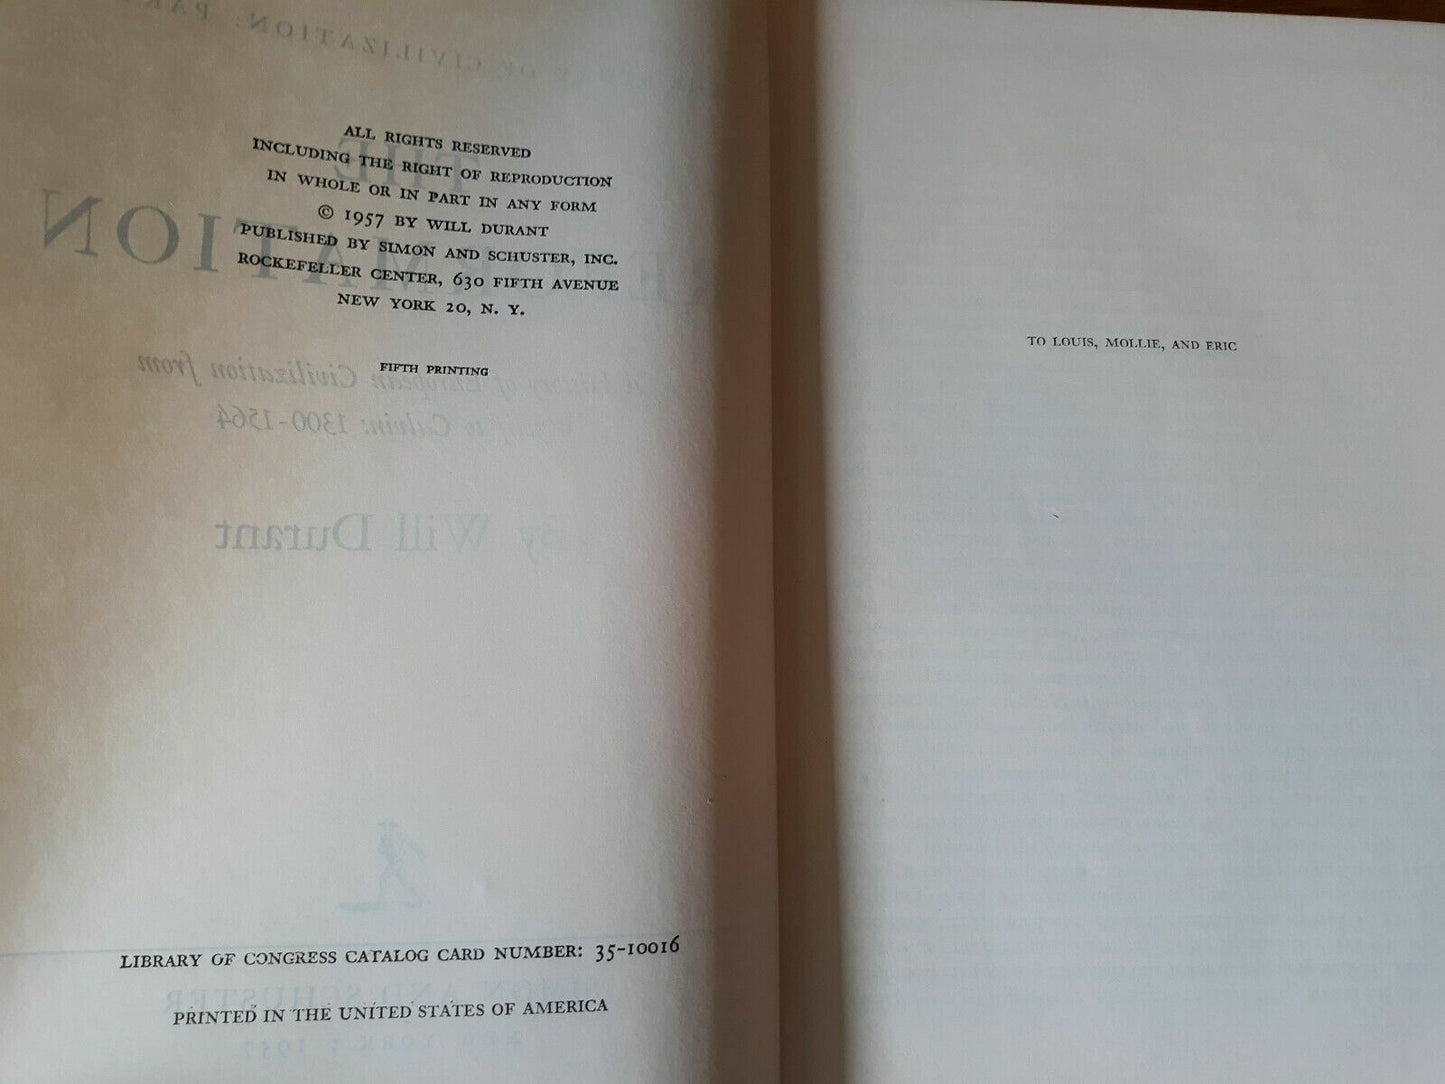 ALL RIGHTS RESERVED
INCLUDING THE RIGHT OF REPRODUCTION
IN WHOLE OR IN PART IN ANY FORM
© 1957 BY WILL DURANT
PUBLISHED BY SIMON AND SCHUSTER, INC.
ROCKEFELLER CENTER, 630 FIFTH AVENUE
NEW YORK 20, N. Y.
FIFTH PRINTING
LIBRARY OF CONGRESS CATALOG CARD NUMBER: 35-10016
PRINTED IN THE UNITED STATES OF AMERICA
TO LOUIS, MOLLIE, AND ERIC